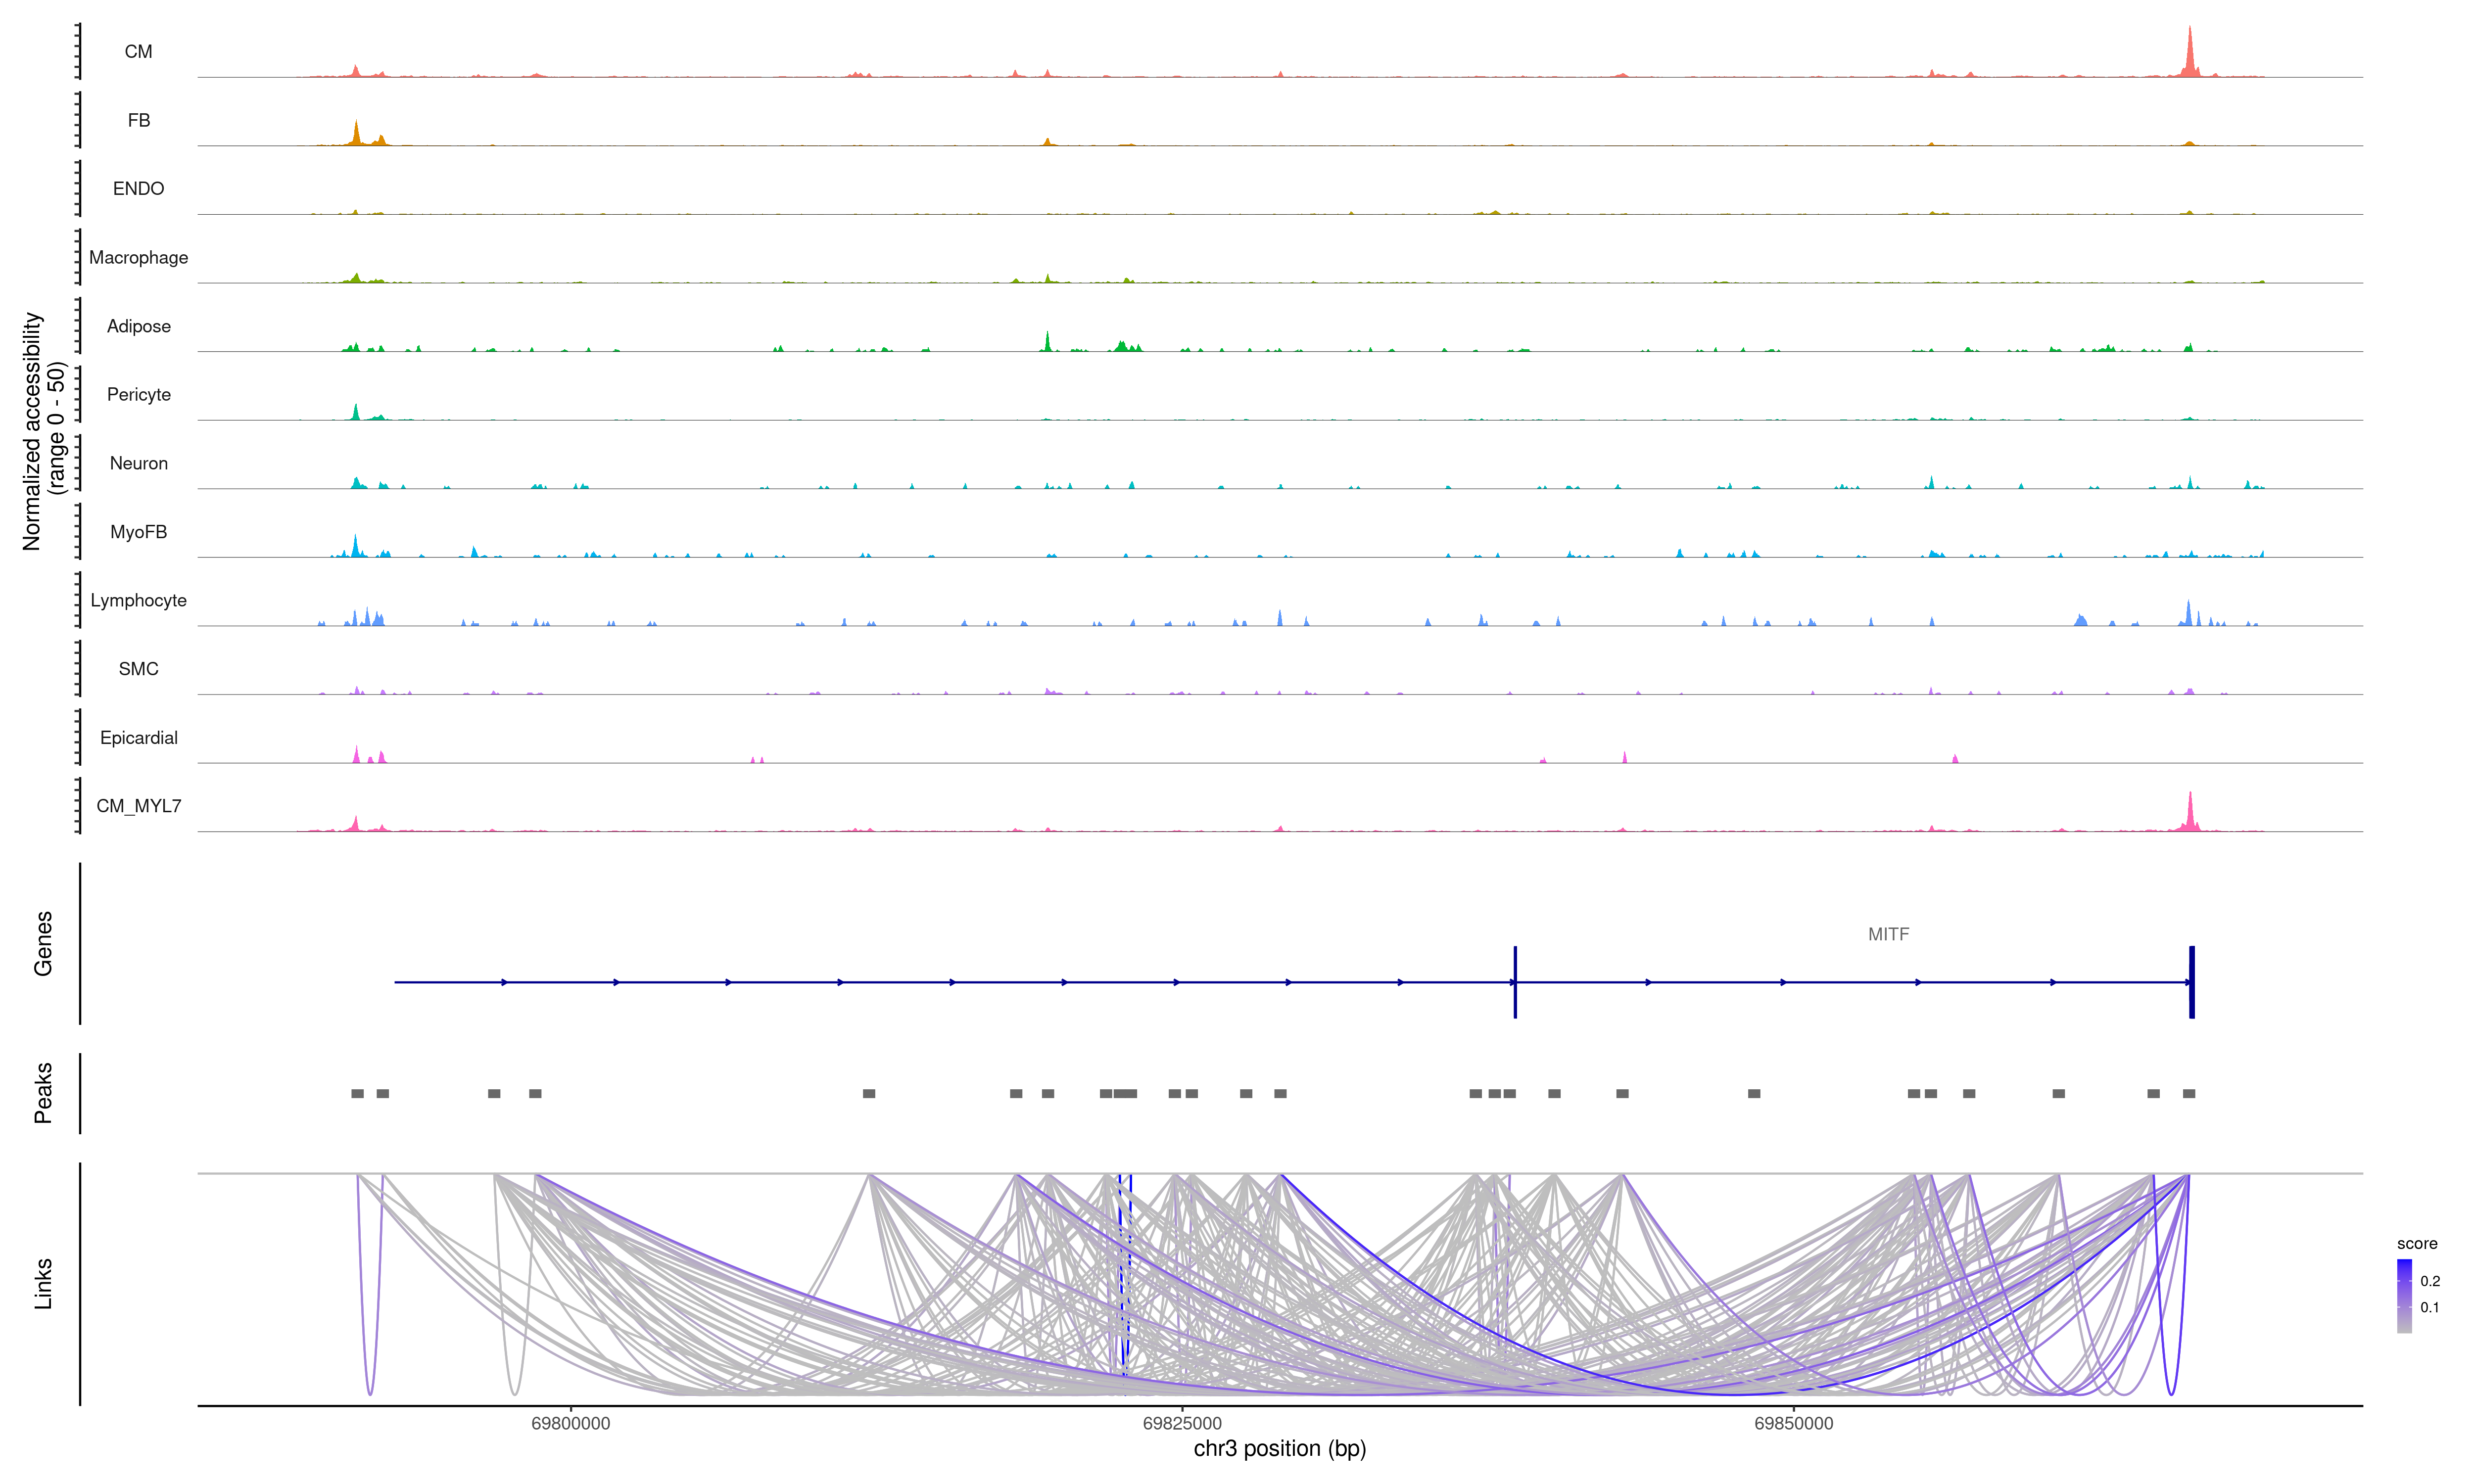 Normalized accessibility
(range 0 - 50)
CM
FB
ENDO
Macrophage
Adipose
Pericyte
Neuron
MyoFB
Lymphocyte
SMC
Epicardial
CM_MYL7
Genes
MITF
Peaks
Links
score
0.2
0.1
69800000
69825000
69850000
chr3 position (bp)